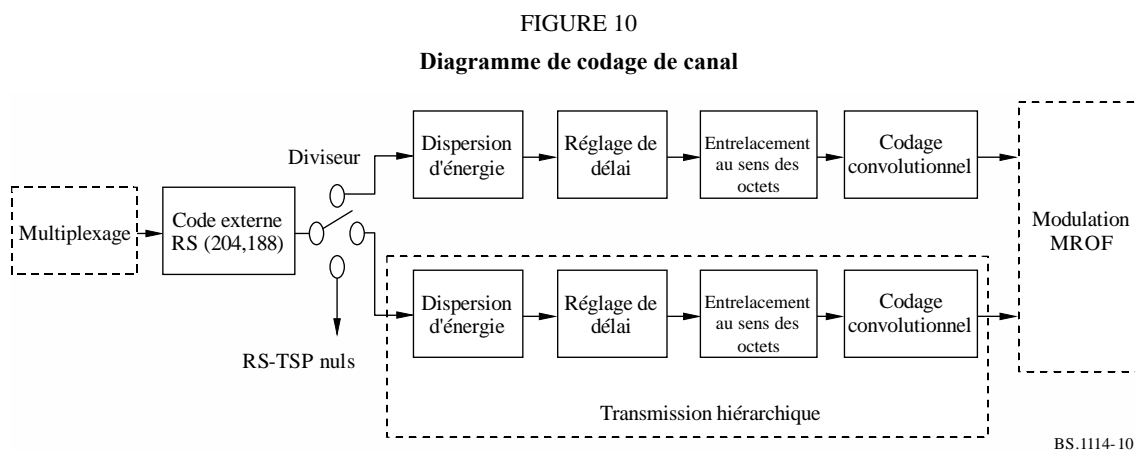 FIGURE 10
Diagramme de codage de canal
Diviseur
Dispersion
d'énergie
Réglage de
délai
Entrelacement
au sens des
octets
Codage
convolutionnel
Multiplexage
Code externe
RS (204,188)
Modulation
MROF
Dispersion
d'énergie
Réglage de
délai
Entrelacement
au sens des
octets
Codage
convolutionnel
RS-TSP nuls
Transmission hiérarchique
BS.1114-10